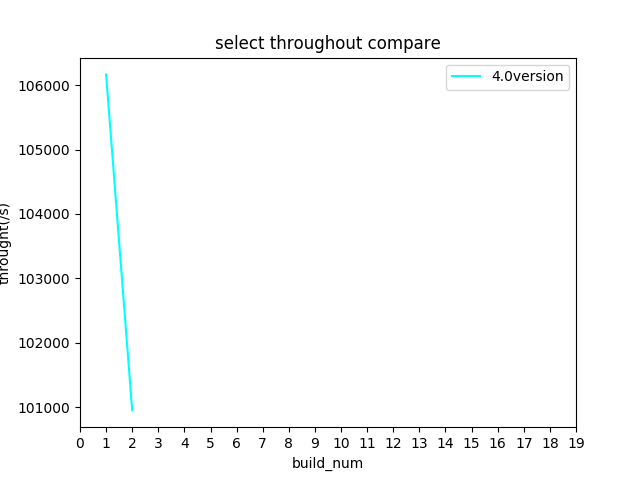 select throughout compare
4.0version
106000
105000
104000
103000
102000
101000
throught(/s)
0 1 2 3 4 5 6 7 8 9 10 11 12 13 14 15 16 17 18 19
build_num